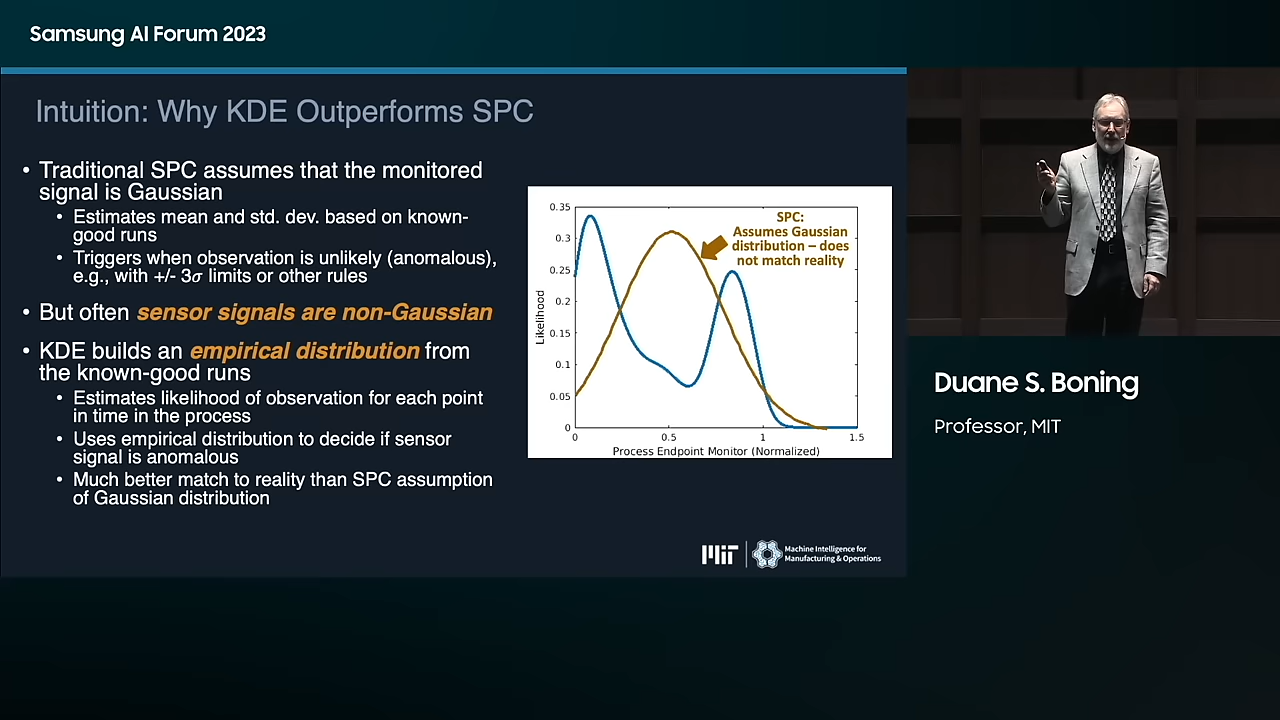 Samsung AI Forum 2023
Intuition: Why KDE Outperforms SPC
• Traditional SPC assumes that the monitored
signal is Gaussian
• Estimates mean and std. dev. based on known-
good runs
• Triggers when observation is unlikely (anomalous),
e.g., with +/- 3σ limits or other rules
• But often sensor signals are non-Gaussian
• KDE builds an empirical distribution from
the known-good runs
• Estimates likelihood of observation for each point
in time in the process
• Uses empirical distribution to decide if sensor
signal is anomalous
• Much better match to reality than SPC assumption
of Gaussian distribution
SPC:
Assumes Gaussian
distribution – does
not match reality
Likelihood
0.35
0.3
0.25
0.2
0.15
0.1
0.05
0
0 0.5 1 1.5
Process Endpoint Monitor (Normalized)
MIT
Machine Intelligence for
Manufacturing & Operations
Duane S. Boning
Professor, MIT